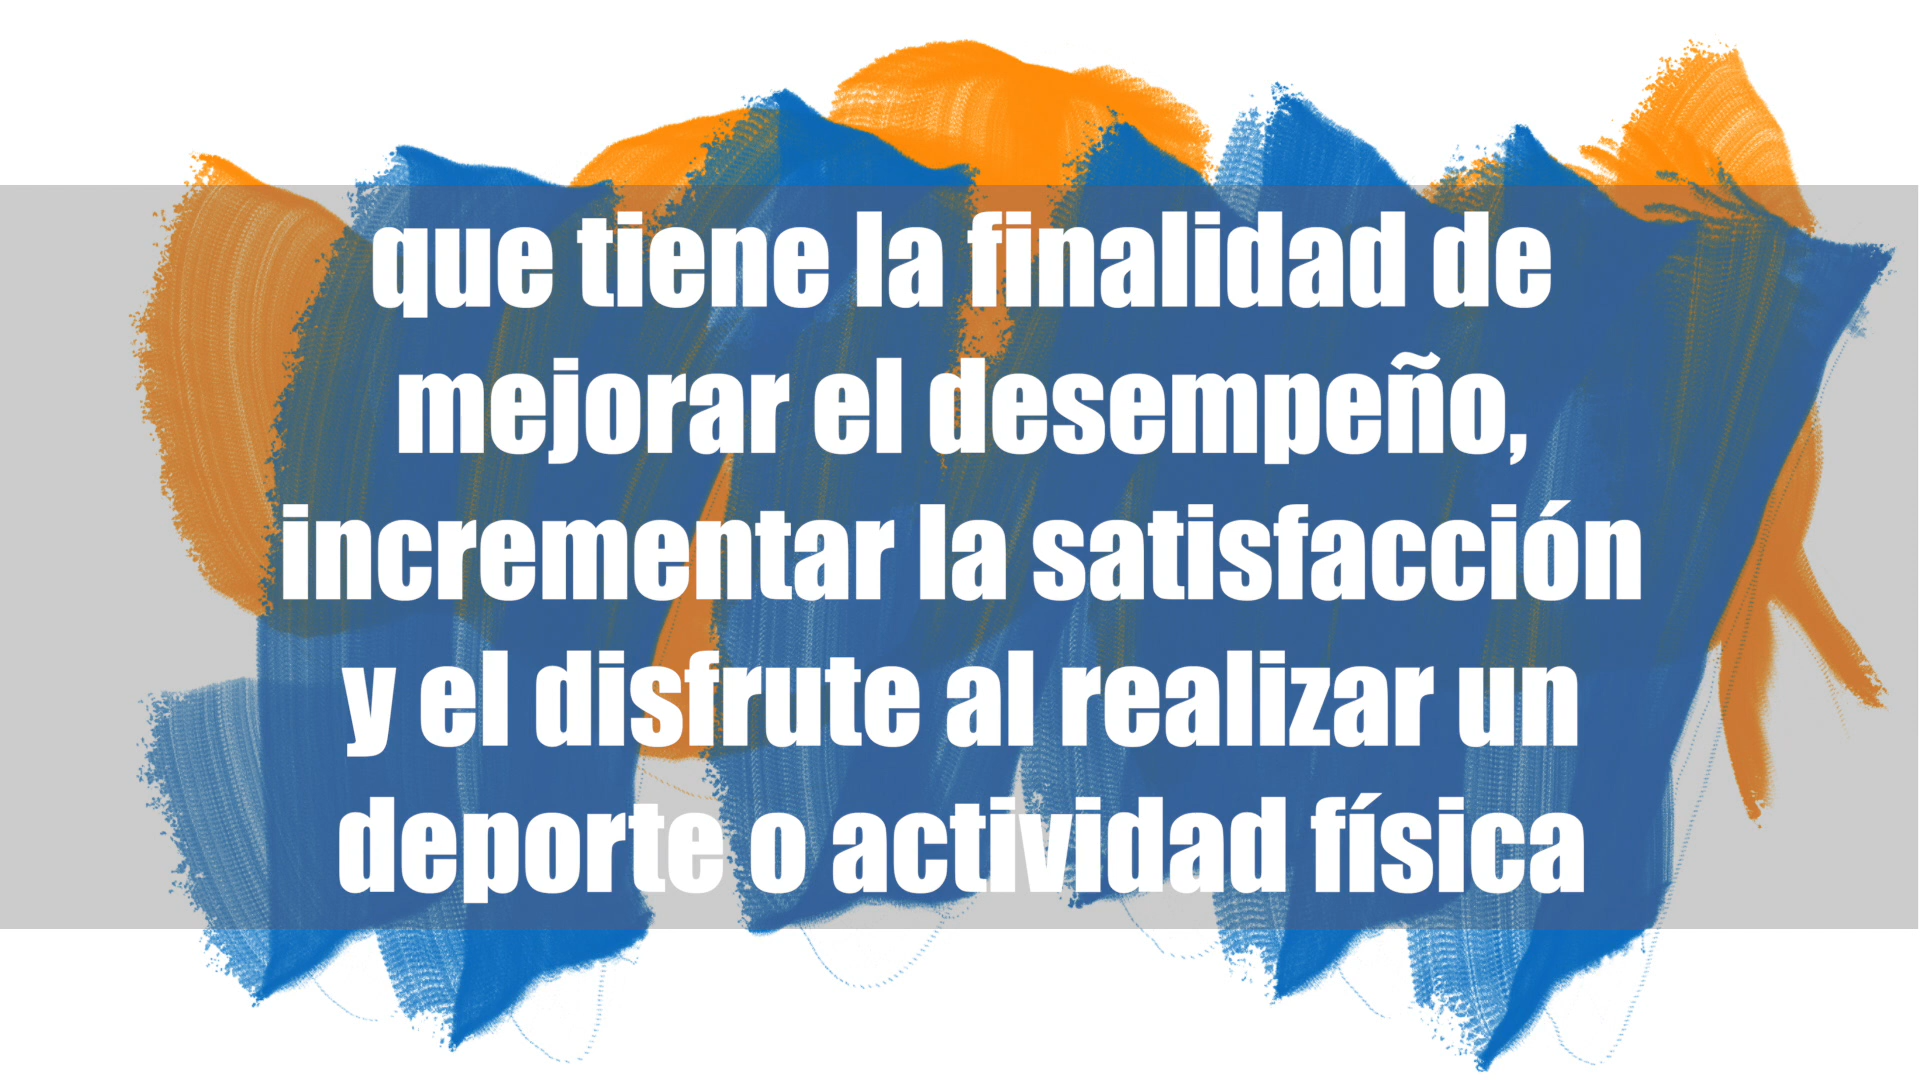 que tiene la finalidad de
mejorar el desempeño,
incrementar la satisfacción
y el disfrute al realizar un
deporte o actividad física